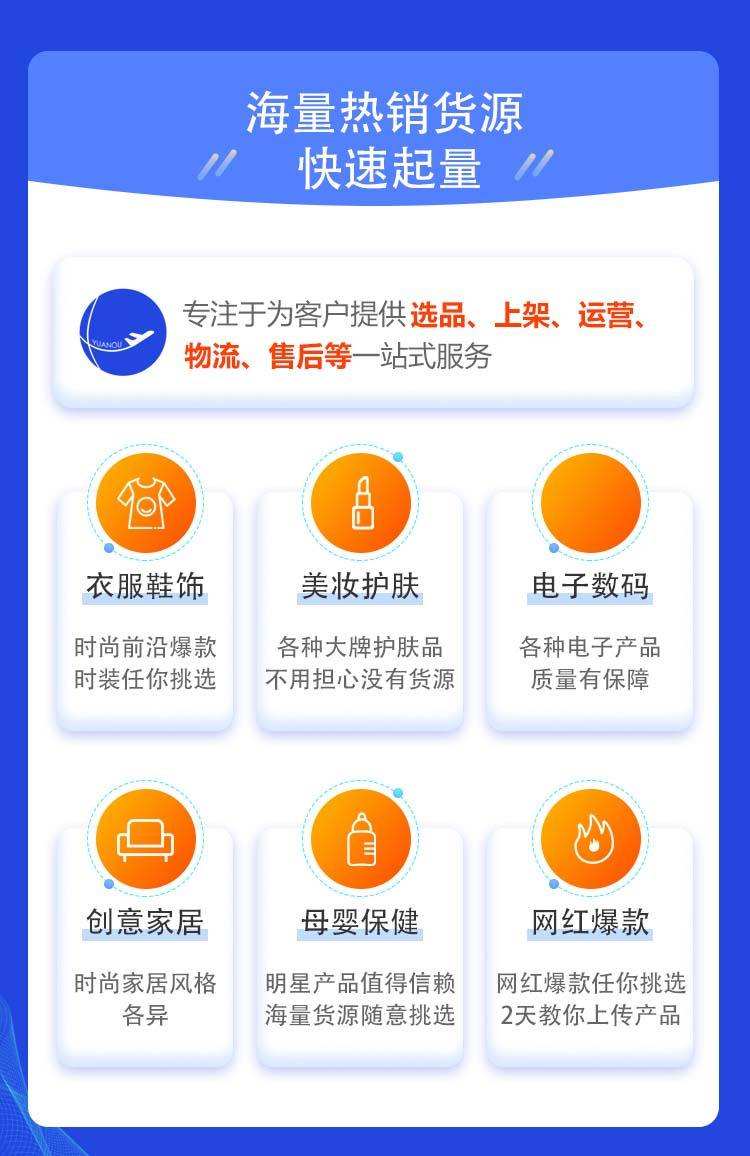 海量热销货源
快速起量
专注于为客户提供 选品、上架、运营、
物流、售后等一站式服务
YUANOU
衣服鞋饰
时尚前沿爆款
时装任你挑选
美妆护肤
各种大牌护肤品
不用担心没有货源
电子数码
各种电子产品
质量有保障
创意家居
时尚家居风格
各异
母婴保健
明星产品值得信赖
海量货源随意挑选
网红爆款
网红爆款任你挑选
2天教你上传产品